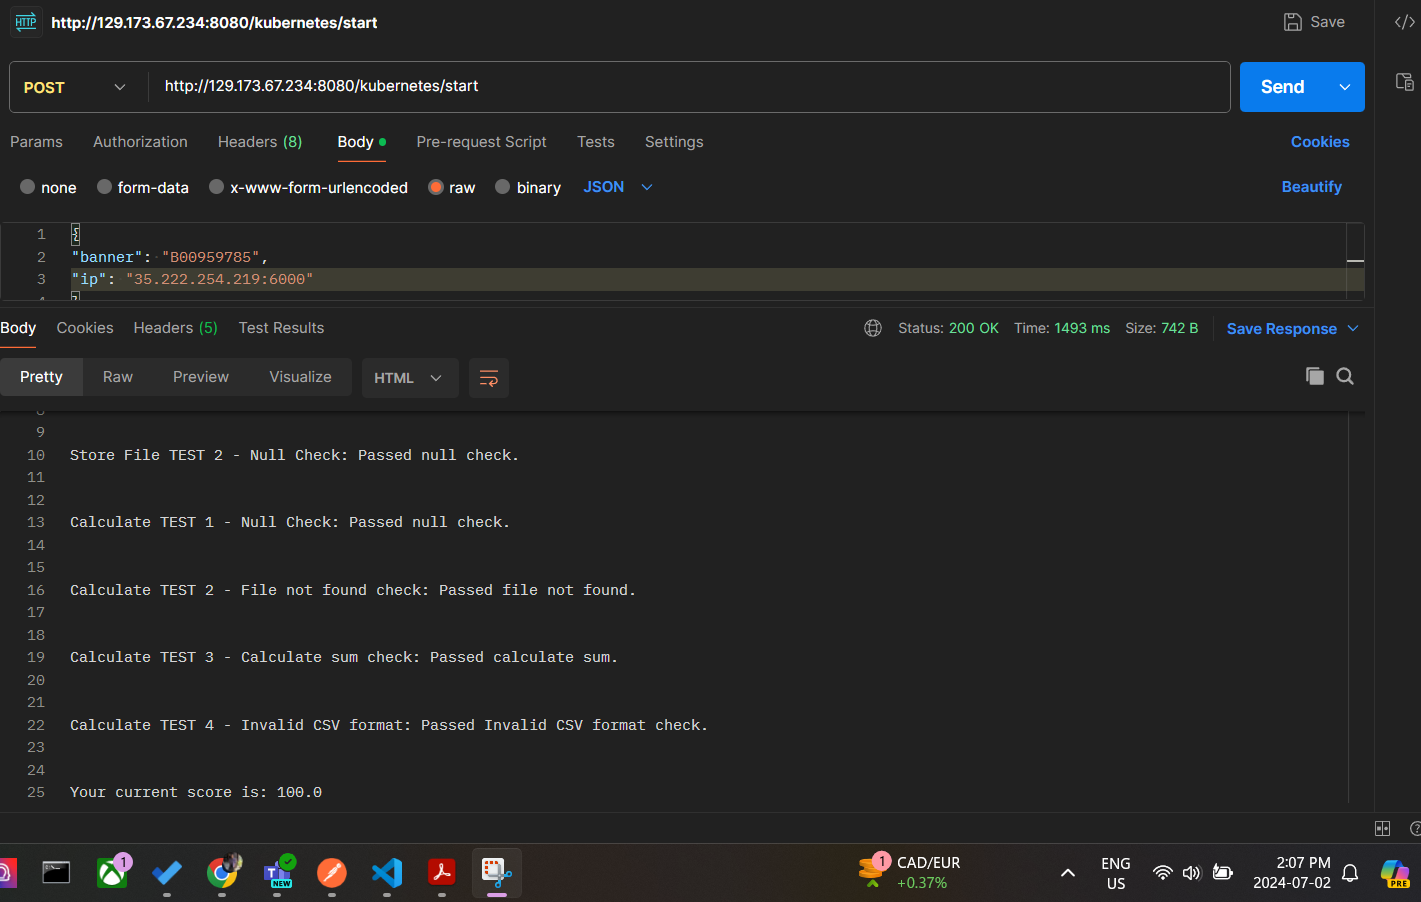 HTTP http://129.173.67.234:8080/kubernetes/start Save </>
POST http://129.173.67.234:8080/kubernetes/start Send
Params Authorization Headers (8) Body Pre-request Script Tests Settings Cookies
none form-data x-www-form-urlencoded raw binary JSON Beautify
1 {
2 "banner": "B00959785",
3 "ip": "35.222.254.219:6000"
4 }
Body Cookies Headers (5) Test Results Status: 200 OK Time: 1493 ms Size: 742 B Save Response
Pretty Raw Preview Visualize HTML
8
9
10 Store File TEST 2 - Null Check: Passed null check.
11
12
13 Calculate TEST 1 - Null Check: Passed null check.
14
15
16 Calculate TEST 2 - File not found check: Passed file not found.
17
18
19 Calculate TEST 3 - Calculate sum check: Passed calculate sum.
20
21
22 Calculate TEST 4 - Invalid CSV format: Passed Invalid CSV format check.
23
24
25 Your current score is: 100.0
1 NEW 1 CAD/EUR ENG 2:07 PM
+0.37% US 2024-07-02 PRE